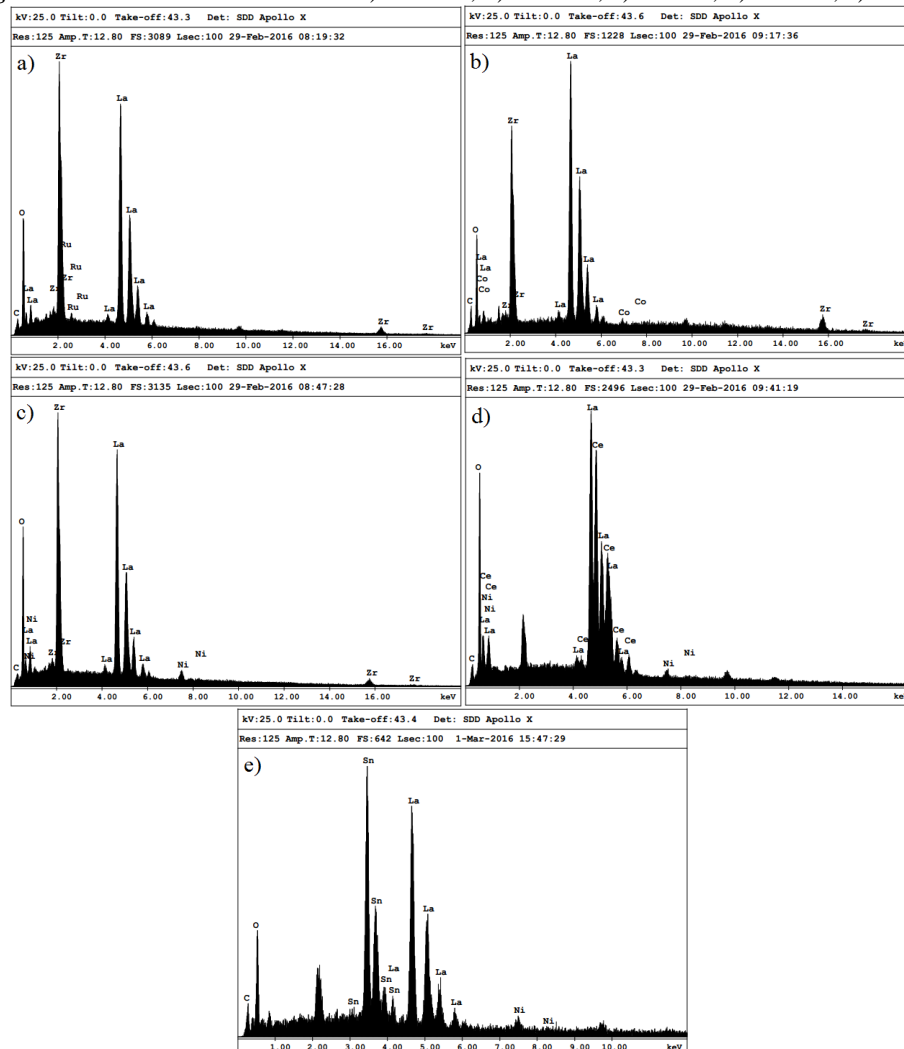 kV:25.0 Tilt:0.0 Take-off:43.3 Det: SDD Apollo X
Res:125 Amp.T:12.80 FS:3089 Lsec:100 29-Feb-2016 08:19:32
a)
Zr
La
O
La
Ru
Ru
Zr
La Zr La
Ru
La Ru La La
C
Zr
Zr
2.00 4.00 6.00 8.00 10.00 12.00 14.00 16.00 keV
kV:25.0 Tilt:0.0 Take-off:43.6 Det: SDD Apollo X
Res:125 Amp.T:12.80 FS:1228 Lsec:100 29-Feb-2016 09:17:36
b)
La
Zr
La
O
La La
La
Co
Co Zr
C Zr La La
Co Co
Zr
Zr
2.00 4.00 6.00 8.00 10.00 12.00 14.00 ke
kV:25.0 Tilt:0.0 Take-off:43.6 Det: SDD Apollo X
Res:125 Amp.T:12.80 FS:3135 Lsec:100 29-Feb-2016 08:47:28
c)
Zr
La
O
La
Ni
La La
La Zr
Ni Zr Ni
C La La Ni
Zr
Zr
2.00 4.00 6.00 8.00 10.00 12.00 14.00 16.00 keV
kV:25.0 Tilt:0.0 Take-off:43.3 Det: SDD Apollo X
Res:125 Amp.T:12.80 FS:2496 Lsec:100 29-Feb-2016 09:41:19
d)
La
Ce
O
La
Ce
Ce La
Ce
Ni
Ni
La Ce
La Ce Ce
C La La Ni Ni
2.00 4.00 6.00 8.00 10.00 12.00 14.00 ke
kV:25.0 Tilt:0.0 Take-off:43.4 Det: SDD Apollo X
Res:125 Amp.T:12.80 FS:642 Lsec:100 1-Mar-2016 15:47:29
e)
Sn
La
Sn
La
O
La La
Sn
C Sn Sn La
Ni
Ni
1.00 2.00 3.00 4.00 5.00 6.00 7.00 8.00 9.00 10.00 keV